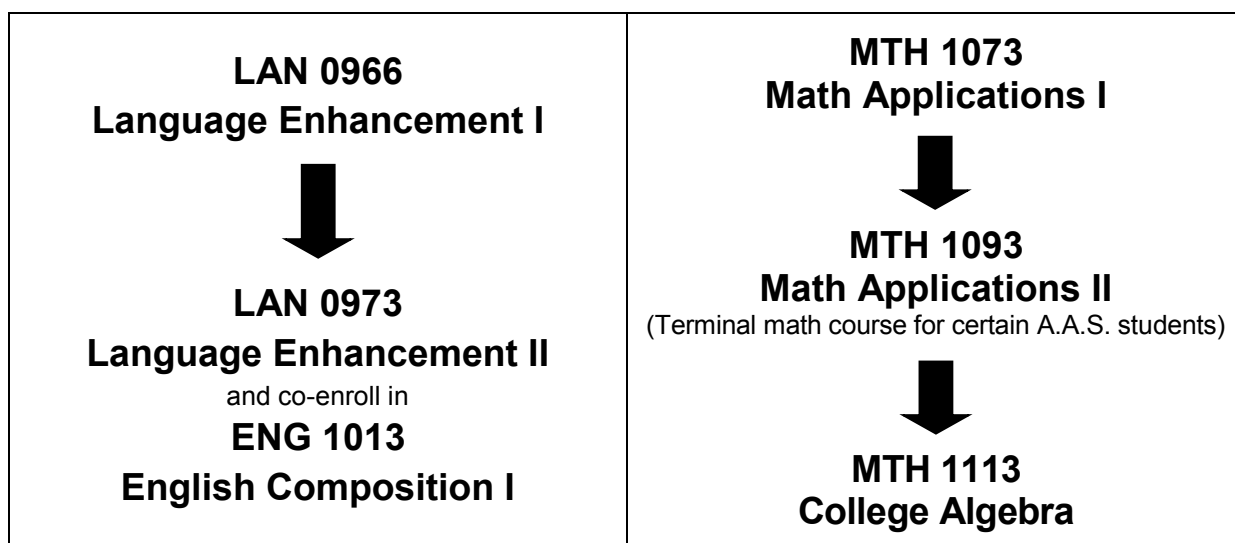 LAN 0966
Language Enhancement I
LAN 0973
Language Enhancement II
and co-enroll in
ENG 1013
English Composition I
MTH 1073
Math Applications I
MTH 1093
Math Applications II
(Terminal math course for certain A.A.S. students)
MTH 1113
College Algebra